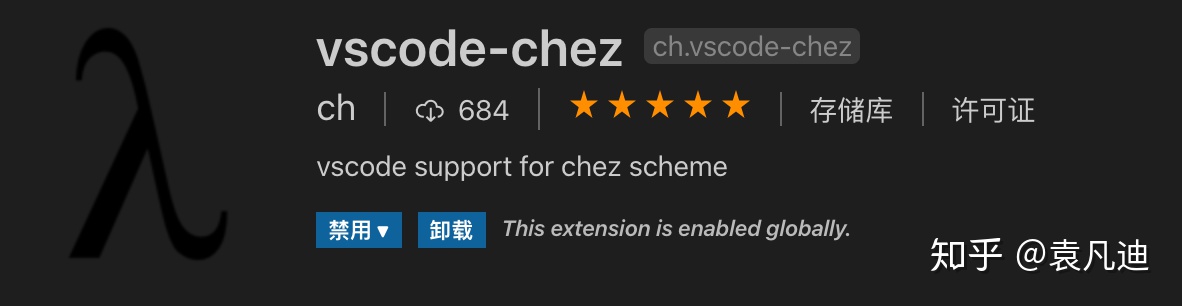 λ
vscode-chez ch.vscode-chez
ch | 684 ★★★★★ | 存储库 | 许可证
vscode support for chez scheme
禁用▾ 卸载 This extension is enabled globally.
知乎 @袁凡迪